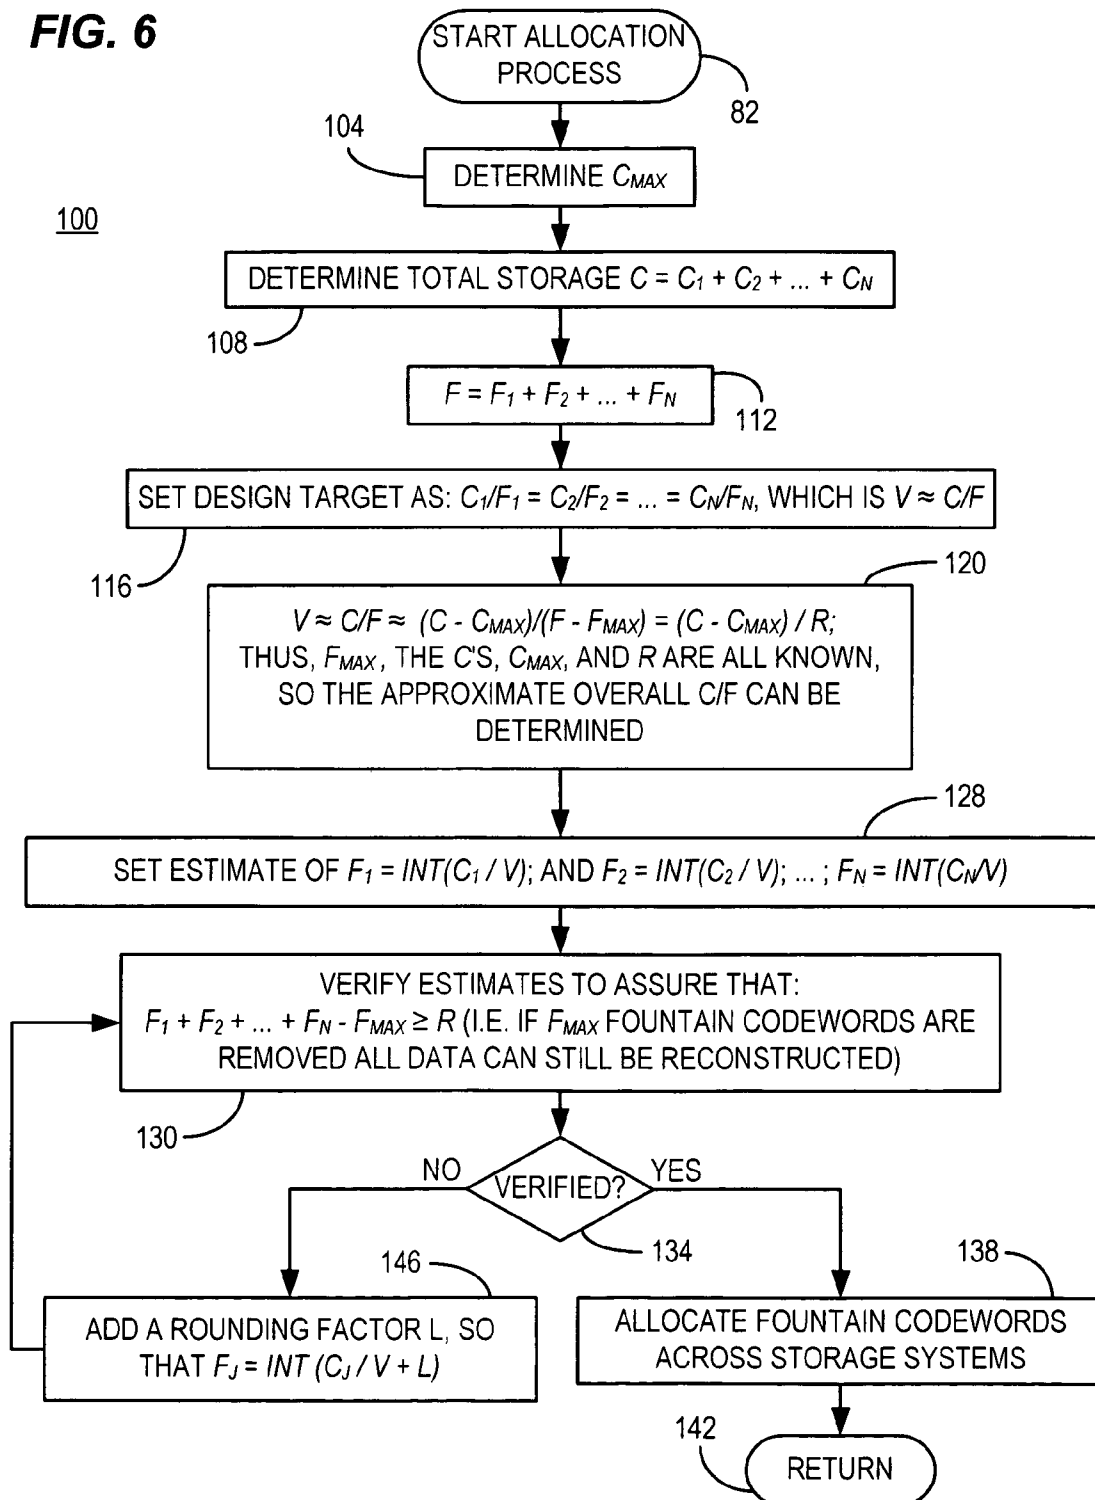 FIG. 6
START ALLOCATION
PROCESS
82
104
DETERMINE CMAX
100
DETERMINE TOTAL STORAGE C = C1 + C2 + ... + CN
108
F = F1 + F2 + ... + FN
112
SET DESIGN TARGET AS: C1/F1 = C2/F2 = ... = CN/FN, WHICH IS V ≈ C/F
116
120
V ≈ C/F ≈ (C - CMAX)/(F - FMAX) = (C - CMAX) / R;
THUS, FMAX, THE C'S, CMAX, AND R ARE ALL KNOWN,
SO THE APPROXIMATE OVERALL C/F CAN BE
DETERMINED
128
SET ESTIMATE OF F1 = INT(C1 / V); AND F2 = INT(C2 / V); ... ; FN = INT(CN/V)
VERIFY ESTIMATES TO ASSURE THAT:
F1 + F2 + ... + FN - FMAX ≥ R (I.E. IF FMAX FOUNTAIN CODEWORDS ARE
REMOVED ALL DATA CAN STILL BE RECONSTRUCTED)
130
NO
YES
VERIFIED?
134
146
138
ADD A ROUNDING FACTOR L, SO
THAT FJ = INT (CJ / V + L)
ALLOCATE FOUNTAIN CODEWORDS
ACROSS STORAGE SYSTEMS
142
RETURN